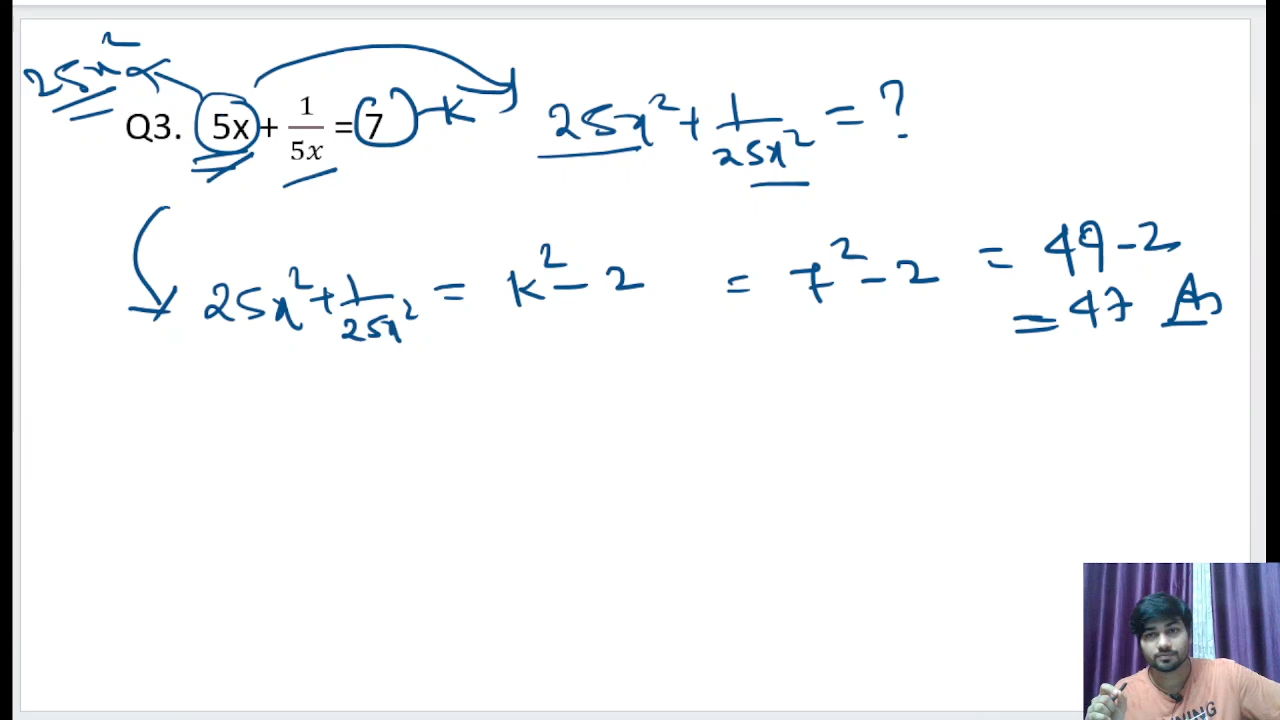 25x²
Q3. 5x + 1/5x = 7 - k
25x² + 1/25x² = ?
25x² + 1/25x² = k² - 2 = 7² - 2 = 49 - 2
= 47 As